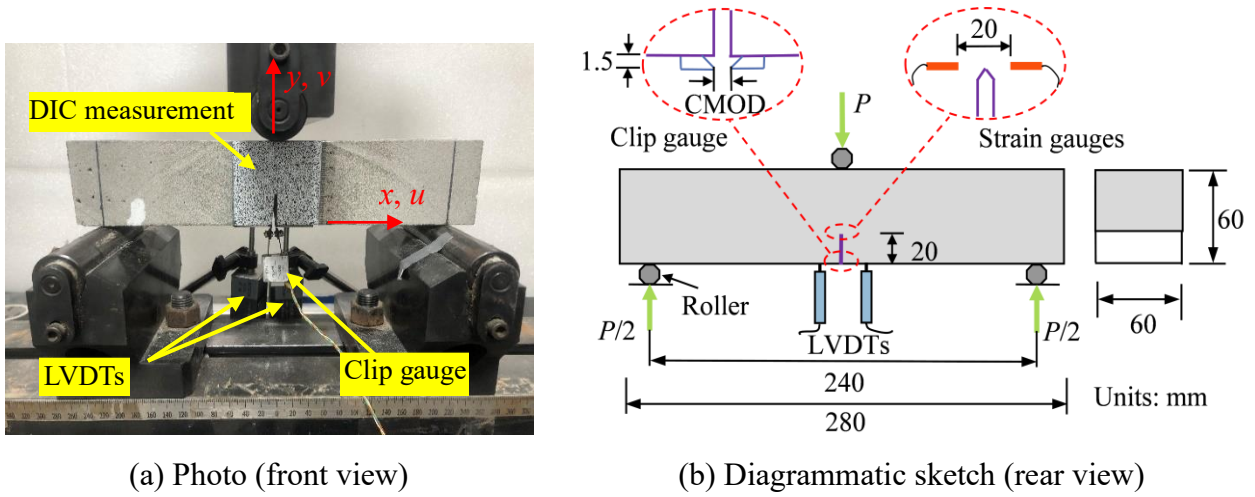 y, v
DIC measurement
x, u
LVDTs
Clip gauge
(a) Photo (front view)
1.5
CMOD
20
P
Clip gauge
Strain gauges
20
60
Roller
60
P/2
P/2
LVDTs
240
280
Units: mm
(b) Diagrammatic sketch (rear view)